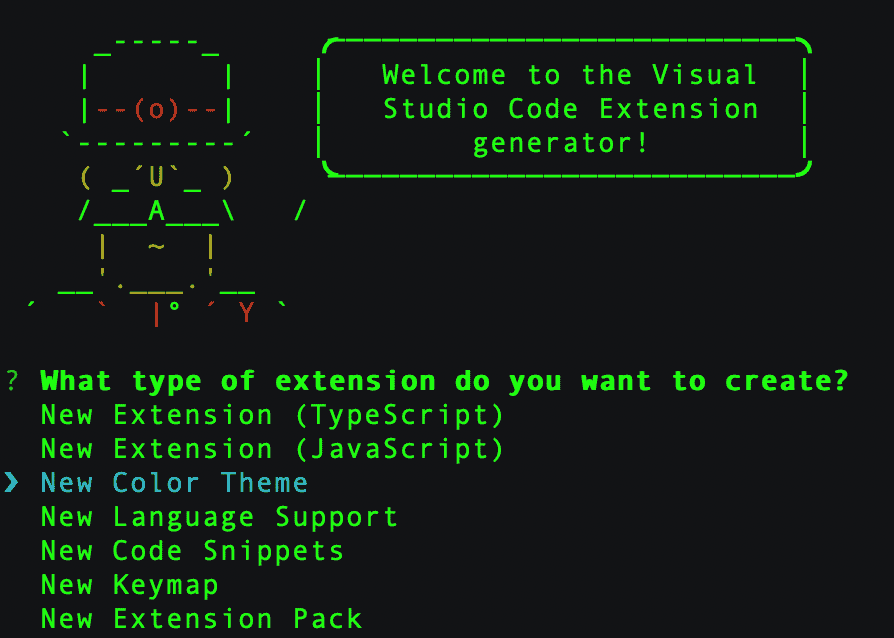 Welcome to the Visual
Studio Code Extension
generator!
? What type of extension do you want to create?
New Extension (TypeScript)
New Extension (JavaScript)
❯ New Color Theme
New Language Support
New Code Snippets
New Keymap
New Extension Pack